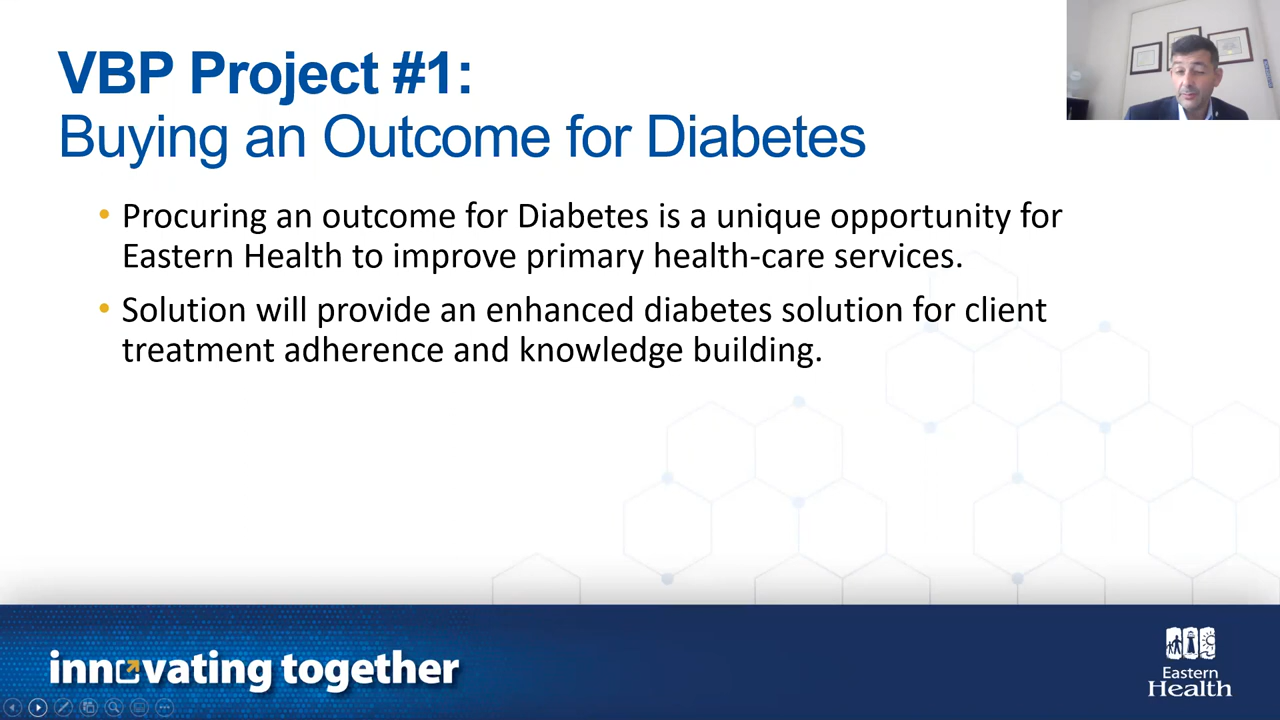 VBP Project #1:
Buying an Outcome for Diabetes
• Procuring an outcome for Diabetes is a unique opportunity for
Eastern Health to improve primary health-care services.
• Solution will provide an enhanced diabetes solution for client
treatment adherence and knowledge building.
innovating together
Eastern
Health